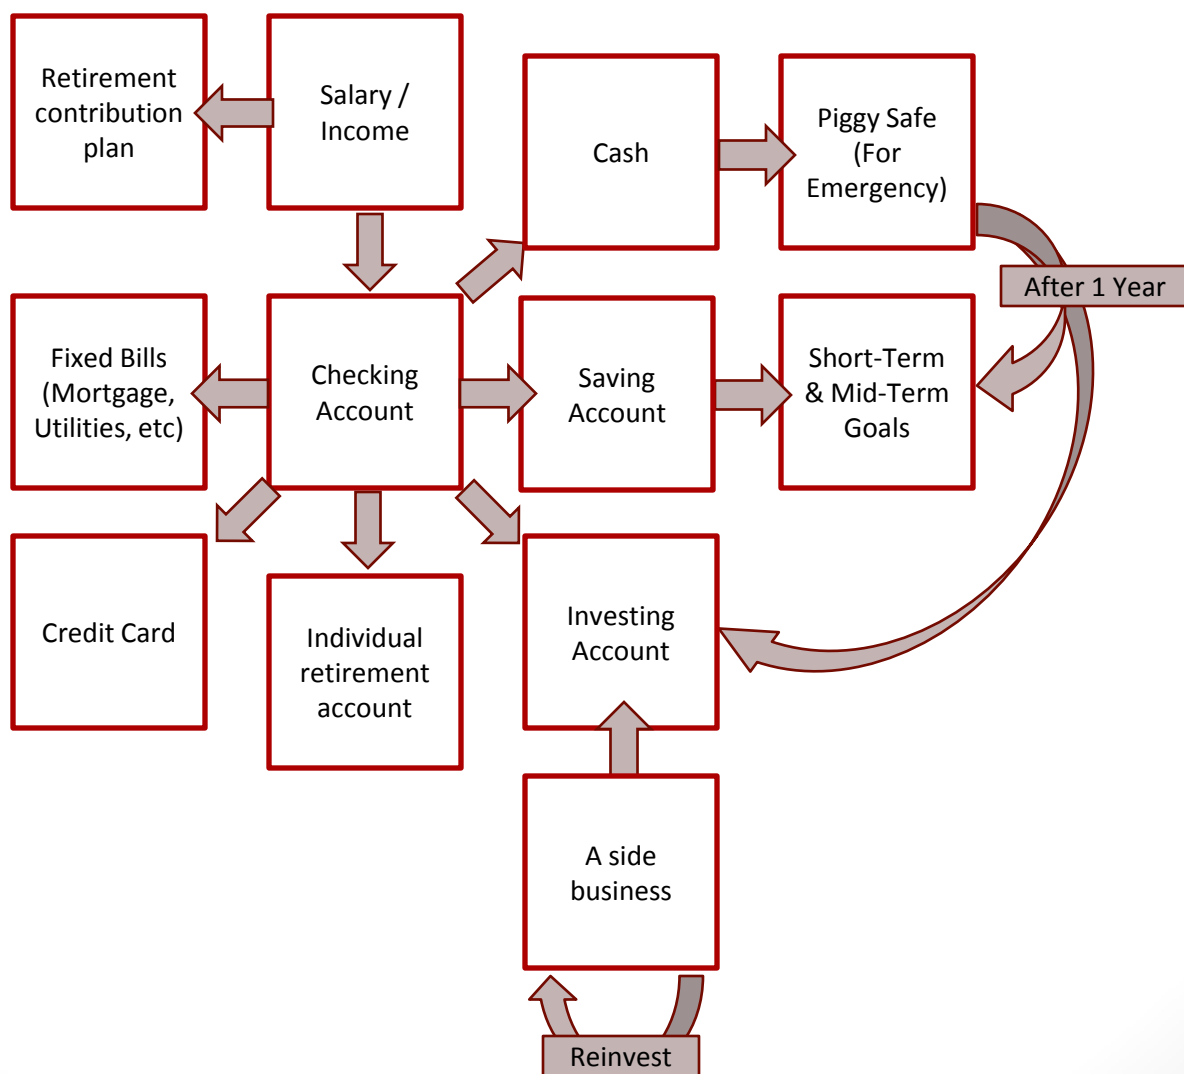 Retirement
contribution
plan
Salary /
Income
Cash
Piggy Safe
(For
Emergency)
After 1 Year
Fixed Bills
(Mortgage,
Utilities, etc)
Checking
Account
Saving
Account
Short-Term
& Mid-Term
Goals
Credit Card
Individual
retirement
account
Investing
Account
A side
business
Reinvest